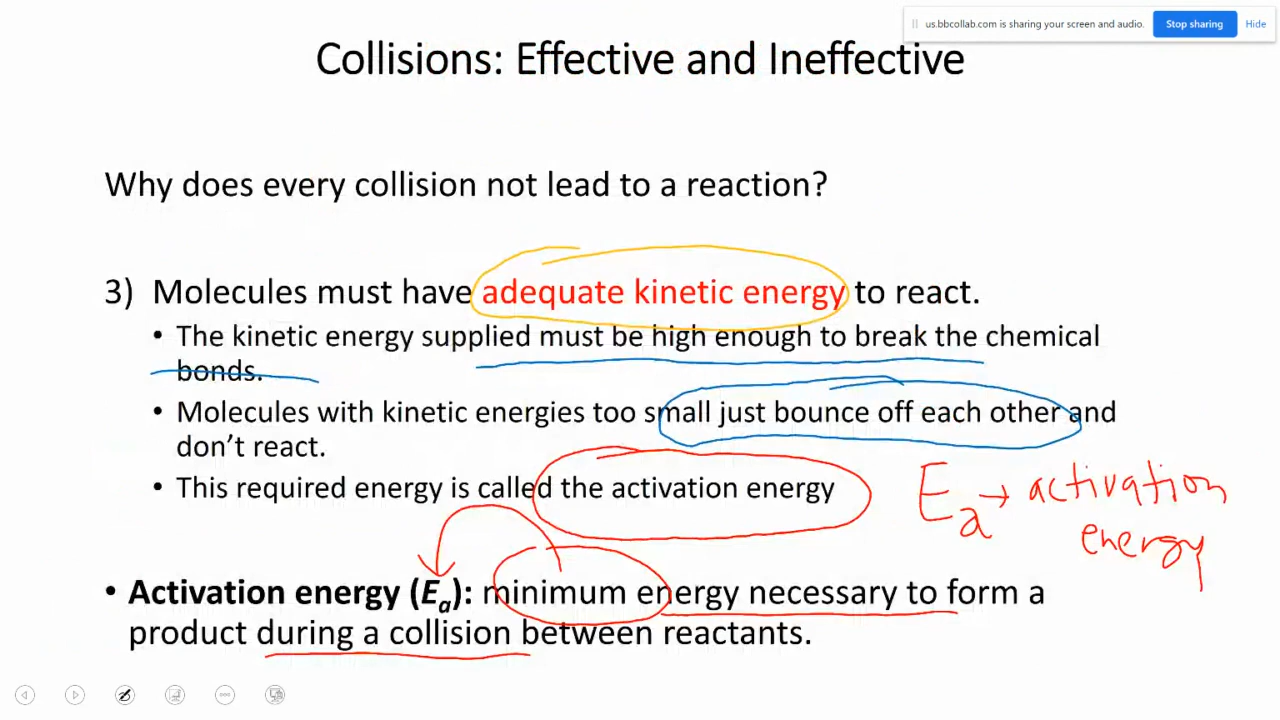 us.bbcollab.com is sharing your screen and audio. Stop sharing Hide
Collisions: Effective and Ineffective
Why does every collision not lead to a reaction?
3) Molecules must have adequate kinetic energy to react.
• The kinetic energy supplied must be high enough to break the chemical
bonds.
• Molecules with kinetic energies too small just bounce off each other and
don’t react.
• This required energy is called the activation energy
Ea → activation
energy
• Activation energy (Ea): minimum energy necessary to form a
product during a collision between reactants.